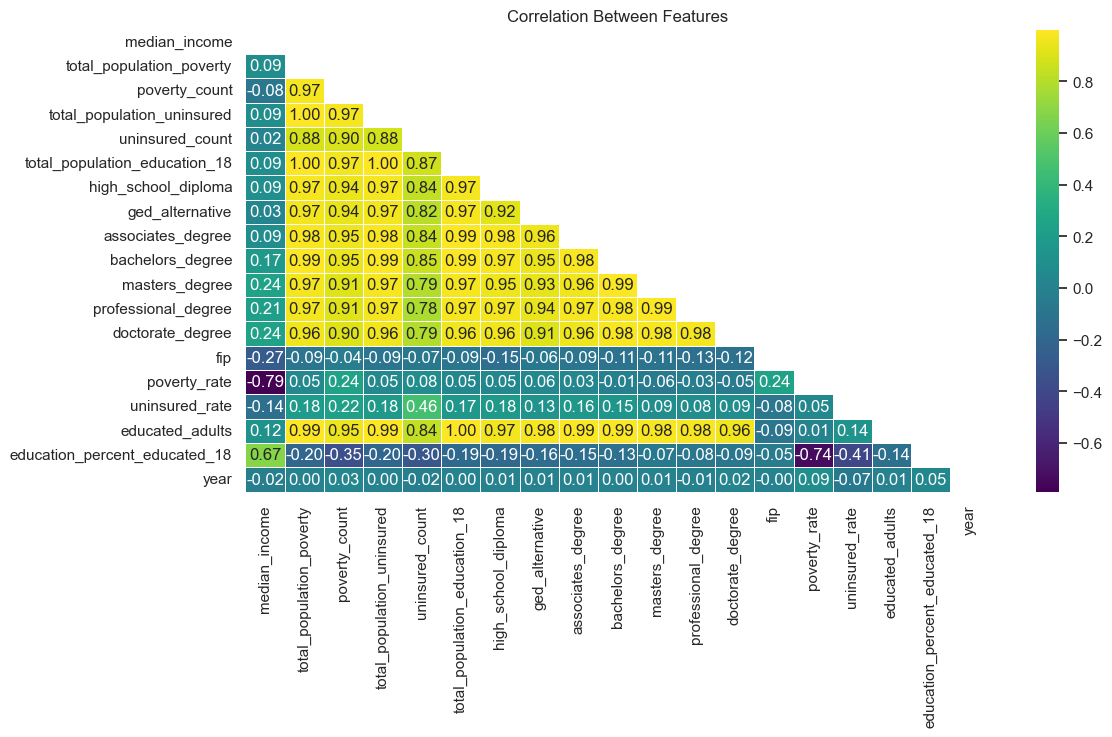 Correlation Between Features
median_income
total_population_poverty 0.09
poverty_count -0.08 0.97
total_population_uninsured 0.09 1.00 0.97
uninsured_count 0.02 0.88 0.90 0.88
total_population_education_18 0.09 1.00 0.97 1.00 0.87
high_school_diploma 0.09 0.97 0.94 0.97 0.84 0.97
ged_alternative 0.03 0.97 0.94 0.97 0.82 0.97 0.92
associates_degree 0.09 0.98 0.95 0.98 0.84 0.99 0.98 0.96
bachelors_degree 0.17 0.99 0.95 0.99 0.85 0.99 0.97 0.95 0.98
masters_degree 0.24 0.97 0.91 0.97 0.79 0.97 0.95 0.93 0.96 0.99
professional_degree 0.21 0.97 0.91 0.97 0.78 0.97 0.97 0.94 0.97 0.98 0.99
doctorate_degree 0.24 0.96 0.90 0.96 0.79 0.96 0.96 0.91 0.96 0.98 0.98 0.98
fip -0.27 -0.09 -0.04 -0.09 -0.07 -0.09 -0.15 -0.06 -0.09 -0.11 -0.11 -0.13 -0.12
poverty_rate -0.79 0.05 0.24 0.05 0.08 0.05 0.05 0.06 0.03 -0.01 -0.06 -0.03 -0.05 0.24
uninsured_rate -0.14 0.18 0.22 0.18 0.46 0.17 0.18 0.13 0.16 0.15 0.09 0.08 0.09 -0.08 0.05
educated_adults 0.12 0.99 0.95 0.99 0.84 1.00 0.97 0.98 0.99 0.99 0.98 0.98 0.96 -0.09 0.01 0.14
education_percent_educated_18 0.67 -0.20 -0.35 -0.20 -0.30 -0.19 -0.19 -0.16 -0.15 -0.13 -0.07 -0.08 -0.09 -0.05 -0.74 -0.41 -0.14
year -0.02 0.00 0.03 0.00 -0.02 0.00 0.01 0.01 0.01 0.00 0.01 -0.01 0.02 -0.00 0.09 -0.07 0.01 0.05
median_income
total_population_poverty
poverty_count
total_population_uninsured
uninsured_count
total_population_education_18
high_school_diploma
ged_alternative
associates_degree
bachelors_degree
masters_degree
professional_degree
doctorate_degree
fip
poverty_rate
uninsured_rate
educated_adults
education_percent_educated_18
year
0.8
0.6
0.4
0.2
0.0
−0.2
−0.4
−0.6